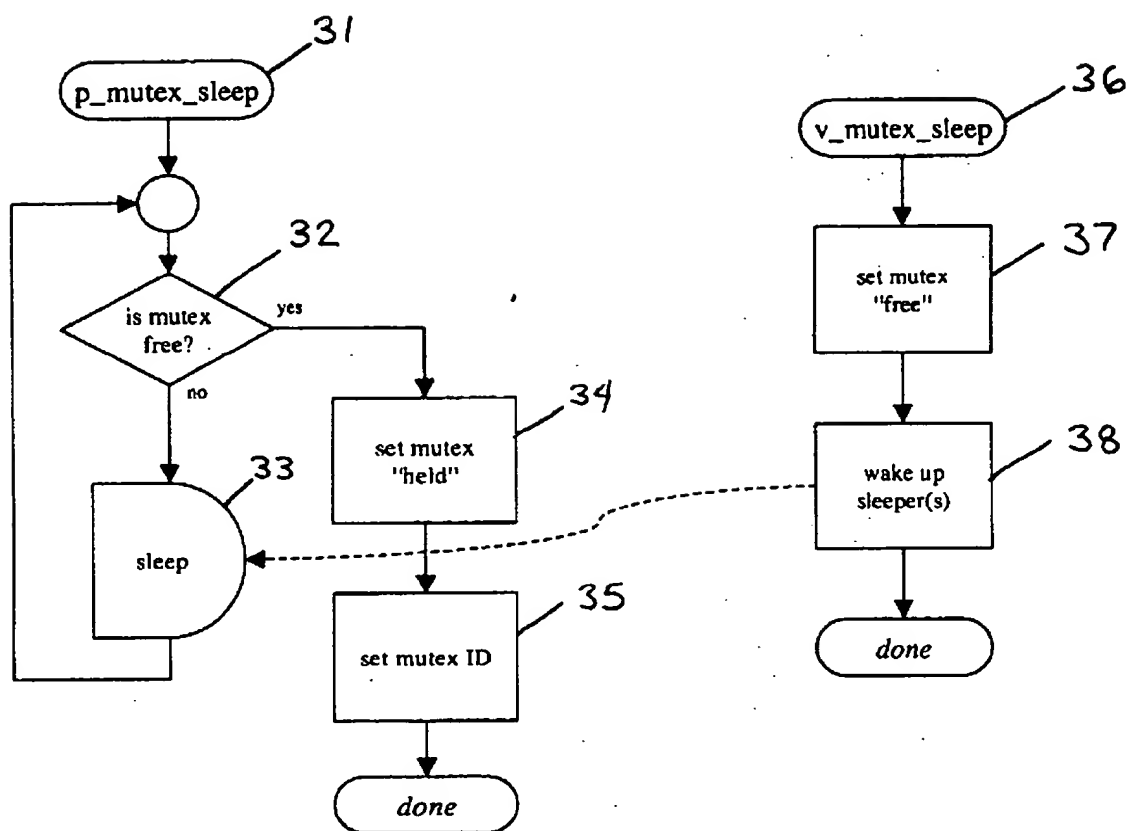 31
p_mutex_sleep
32
is mutex
free?
yes
no
33
sleep
34
set mutex
"held"
35
set mutex ID
done
36
v_mutex_sleep
37
set mutex
"free"
38
wake up
sleeper(s)
done